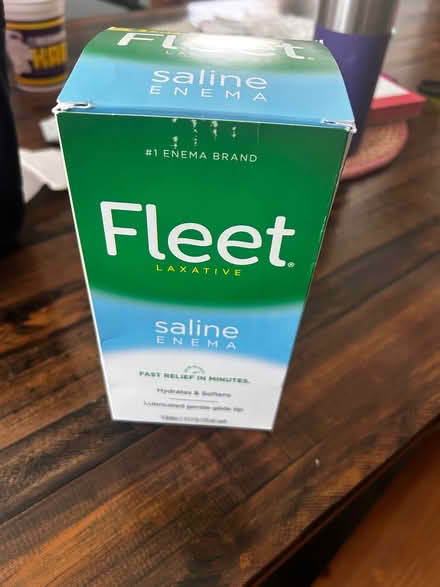 Fleet®
LAXATIVE
saline
ENEMA
#1 ENEMA BRAND
Fleet®
LAXATIVE
saline
ENEMA
FAST RELIEF IN MINUTES.
Hydrates & Softens
Lubricated gentle glide tip